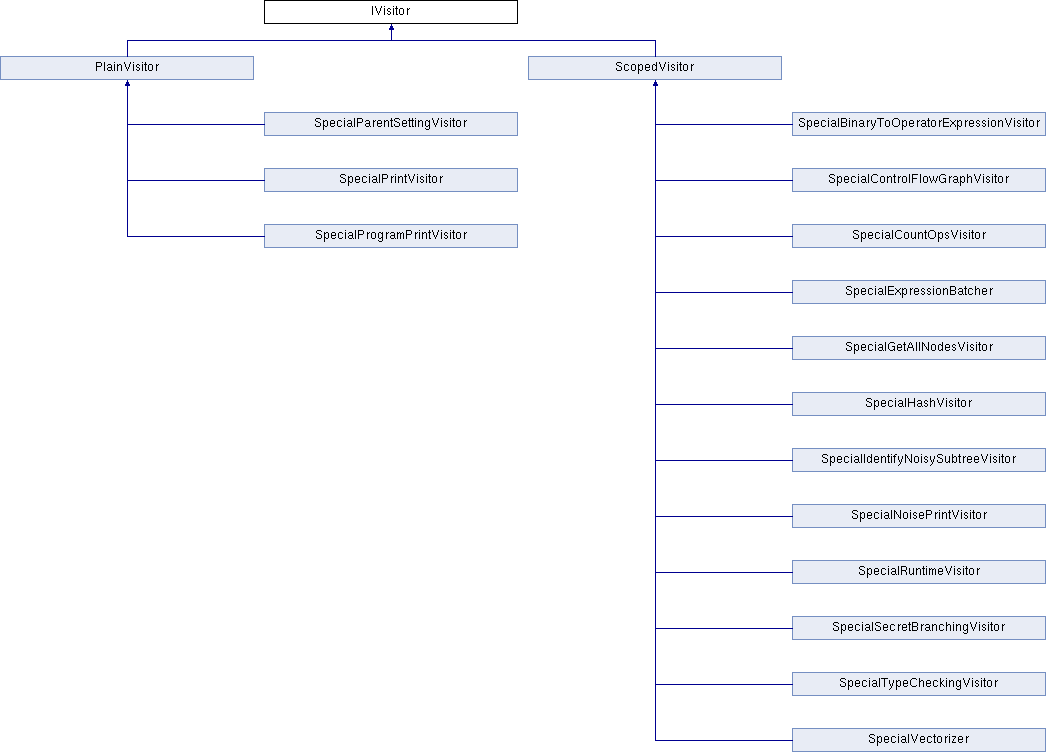 IVisitor
PlainVisitor
ScopedVisitor
SpecialParentSettingVisitor
SpecialBinaryToOperatorExpressionVisitor
SpecialPrintVisitor
SpecialControlFlowGraphVisitor
SpecialProgramPrintVisitor
SpecialCountOpsVisitor
SpecialExpressionBatcher
SpecialGetAllNodesVisitor
SpecialHashVisitor
SpecialIdentifyNoisySubtreeVisitor
SpecialNoisePrintVisitor
SpecialRuntimeVisitor
SpecialSecretBranchingVisitor
SpecialTypeCheckingVisitor
SpecialVectorizer